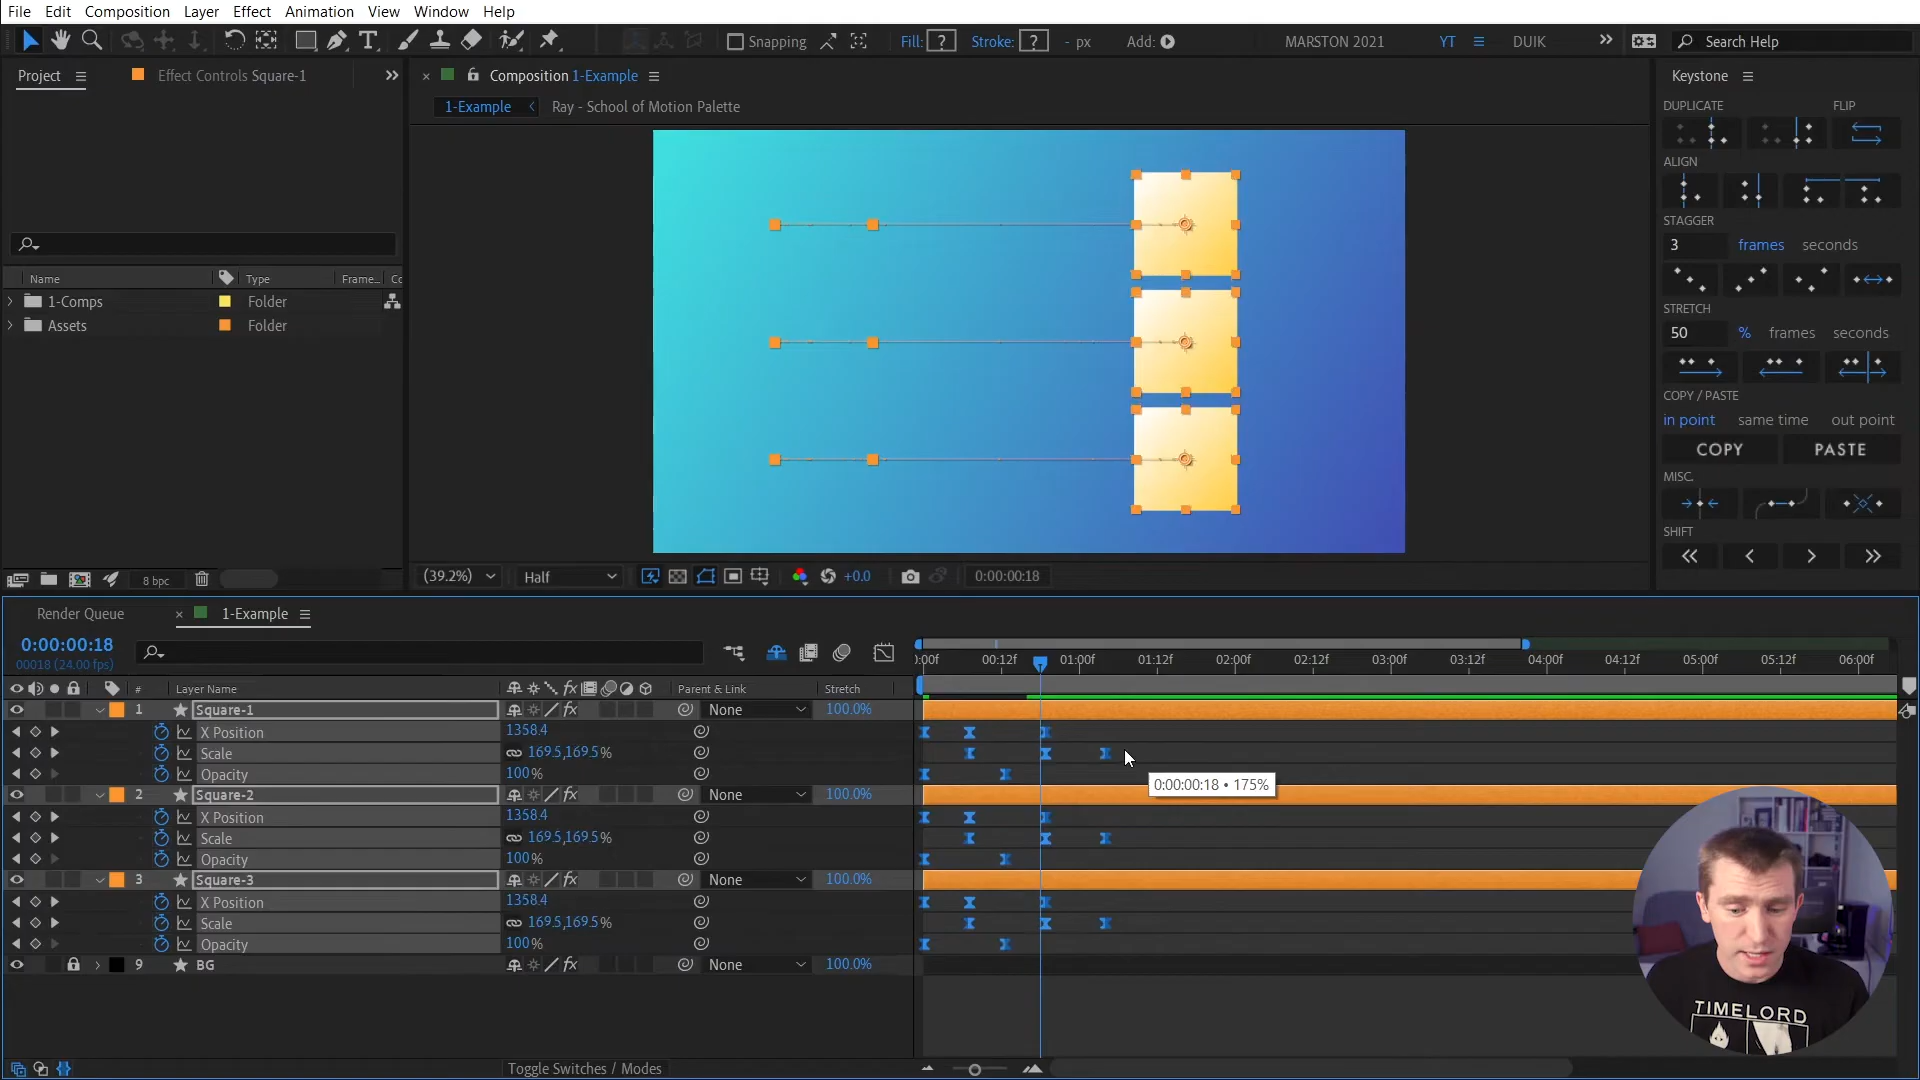 File Edit Composition Layer Effect Animation View Window Help
Snapping Fill: ? Stroke: ? - px Add: MARSTON 2021 YT DUIK Search Help
Project Effect Controls Square-1
Composition 1-Example
1-Example Ray - School of Motion Palette
Name Type Frame...
1-Comps Folder
Assets Folder
8 bpc
(39.2%) Half +0.0 0:00:00:18
Keystone
DUPLICATE FLIP
ALIGN
STAGGER
3 frames seconds
STRETCH
50 % frames seconds
COPY / PASTE
in point same time out point
COPY PASTE
MISC.
SHIFT
Render Queue 1-Example
0:00:00:18
00018 (24.00 fps)
):00f 00:12f 01:00f 01:12f 02:00f 02:12f 03:00f 03:12f 04:00f 04:12f 05:00f 05:12f 06:00f
# Layer Name fx Parent & Link Stretch
1 Square-1 fx None 100.0%
X Position 1358.4
Scale 169.5,169.5%
Opacity 100%
0:00:00:18 • 175%
2 Square-2 fx None 100.0%
X Position 1358.4
Scale 169.5,169.5%
Opacity 100%
3 Square-3 fx None 100.0%
X Position 1358.4
Scale 169.5,169.5%
Opacity 100%
9 BG fx None 100.0%
Toggle Switches / Modes
TIMELORD